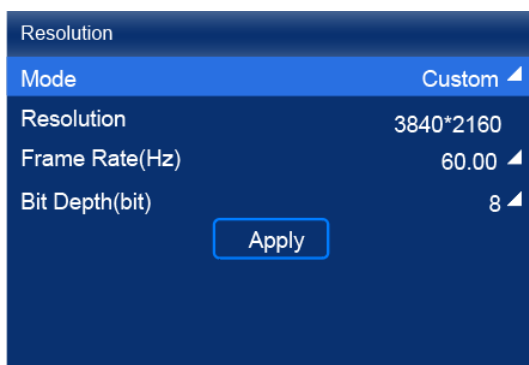 Resolution
Mode Custom
Resolution 3840*2160
Frame Rate(Hz) 60.00
Bit Depth(bit) 8
Apply